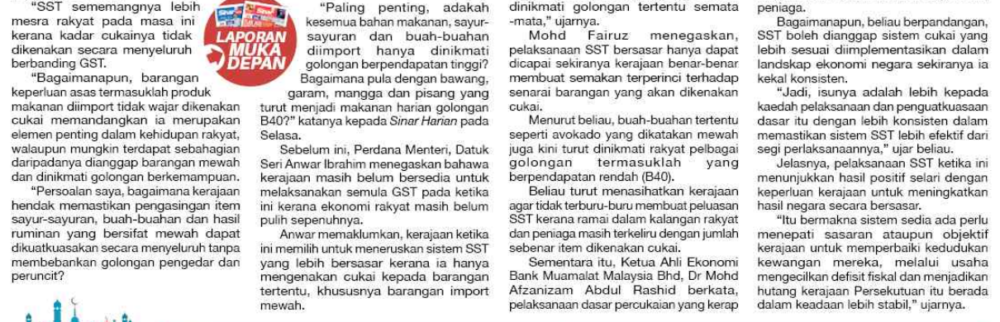 “SST sememangnya lebih
mesra rakyat pada masa ini
kerana kadar cukainya tidak
dikenakan secara menyeluruh
berbanding GST.
“Bagaimanapun, barangan
keperluan asas termasuklah produk
makanan diimport tidak wajar dikenakan
cukai memandangkan ia merupakan
elemen penting dalam kehidupan rakyat,
walaupun mungkin terdapat sebahagian
daripadanya dianggap barangan mewah
dan dinikmati golongan berkemampuan.
“Persoalan saya, bagaimana kerajaan
hendak memastikan pengasingan item
sayur-sayuran, buah-buahan dan hasil
ruminan yang bersifat mewah dapat
dikuatkuasakan secara menyeluruh tanpa
membebankan golongan pengedar dan
peruncit?
LAPORAN
MUKA
DEPAN
“Paling penting, adakah
kesemua bahan makanan, sayur-
sayuran dan buah-buahan
diimport hanya dinikmati
golongan berpendapatan tinggi?
Bagaimana pula dengan bawang,
garam, mangga dan pisang yang
turut menjadi makanan harian golongan
B40?” katanya kepada Sinar Harian pada
Selasa.
Sebelum ini, Perdana Menteri, Datuk
Seri Anwar Ibrahim menegaskan bahawa
kerajaan masih belum bersedia untuk
melaksanakan semula GST pada ketika
ini kerana ekonomi rakyat masih belum
pulih sepenuhnya.
Anwar memaklumkan, kerajaan ketika
ini memilih untuk meneruskan sistem SST
yang lebih bersasar kerana ia hanya
mengenakan cukai kepada barangan
tertentu, khususnya barangan import
mewah.
dinikmati golongan tertentu semata
-mata,” ujarnya.
Mohd Fairuz menegaskan,
pelaksanaan SST bersasar hanya dapat
dicapai sekiranya kerajaan benar-benar
membuat semakan terperinci terhadap
senarai barangan yang akan dikenakan
cukai.
Menurut beliau, buah-buahan tertentu
seperti avokado yang dikatakan mewah
juga kini turut dinikmati rakyat pelbagai
golongan termasuklah yang
berpendapatan rendah (B40).
Beliau turut menasihatkan kerajaan
agar tidak terburu-buru membuat peluasan
SST kerana ramai dalam kalangan rakyat
dan peniaga masih terkeliru dengan jumlah
sebenar item dikenakan cukai.
Sementara itu, Ketua Ahli Ekonomi
Bank Muamalat Malaysia Bhd, Dr Mohd
Afzanizam Abdul Rashid berkata,
pelaksanaan dasar percukaian yang kerap
peniaga.
Bagaimanapun, beliau berpandangan,
SST boleh dianggap sistem cukai yang
lebih sesuai diimplementasikan dalam
landskap ekonomi negara sekiranya ia
kekal konsisten.
“Jadi, isunya adalah lebih kepada
kaedah pelaksanaan dan penguatkuasaan
dasar itu dengan lebih konsisten dalam
memastikan sistem SST lebih efektif dari
segi perlaksanaannya,” ujar beliau.
Jelasnya, pelaksanaan SST ketika ini
menunjukkan hasil positif selari dengan
keperluan kerajaan untuk meningkatkan
hasil negara secara bersasar.
“Itu bermakna sistem sedia ada perlu
menepati sasaran ataupun objektif
kerajaan untuk memperbaiki kedudukan
kewangan mereka, melalui usaha
mengecilkan defisit fiskal dan menjadikan
hutang kerajaan Persekutuan itu berada
dalam keadaan lebih stabil,” ujarnya.